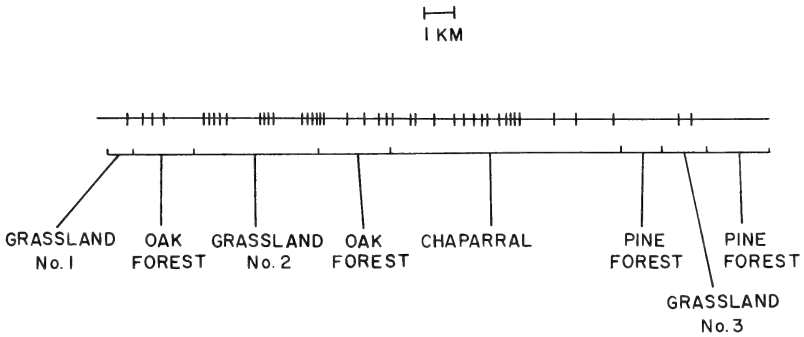 1 KM
GRASSLAND
No. 1
OAK
FOREST
GRASSLAND
No. 2
OAK
FOREST
CHAPARRAL
PINE
FOREST
GRASSLAND
No. 3
PINE
FOREST